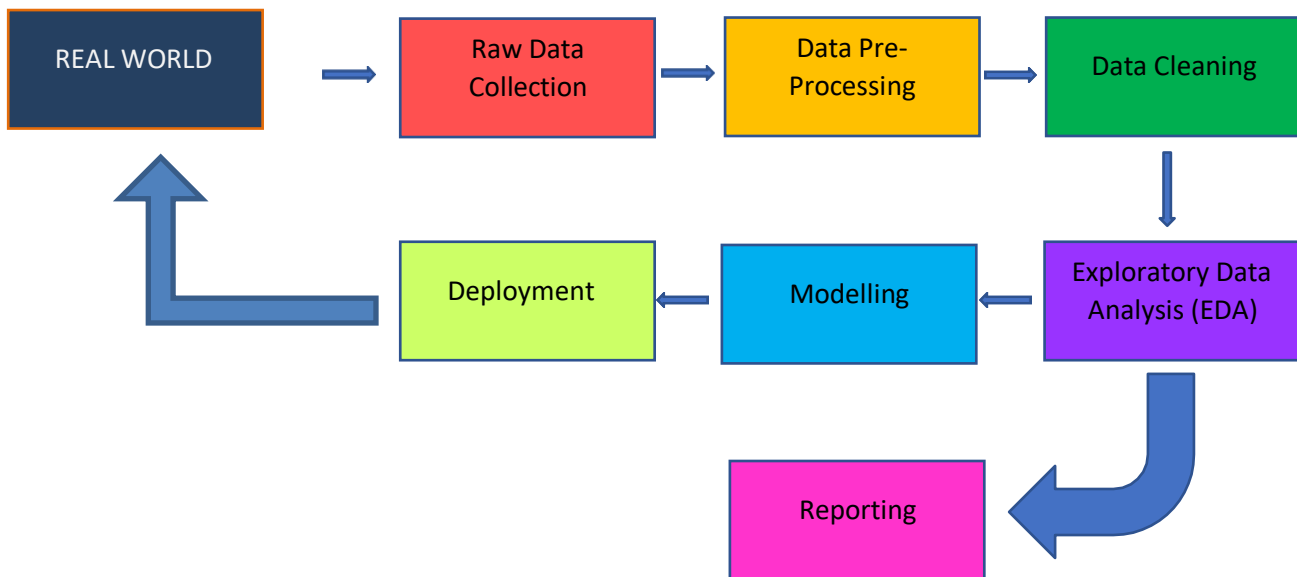 REAL WORLD
Raw Data
Collection
Data Pre-
Processing
Data Cleaning
Exploratory Data
Analysis (EDA)
Modelling
Deployment
Reporting